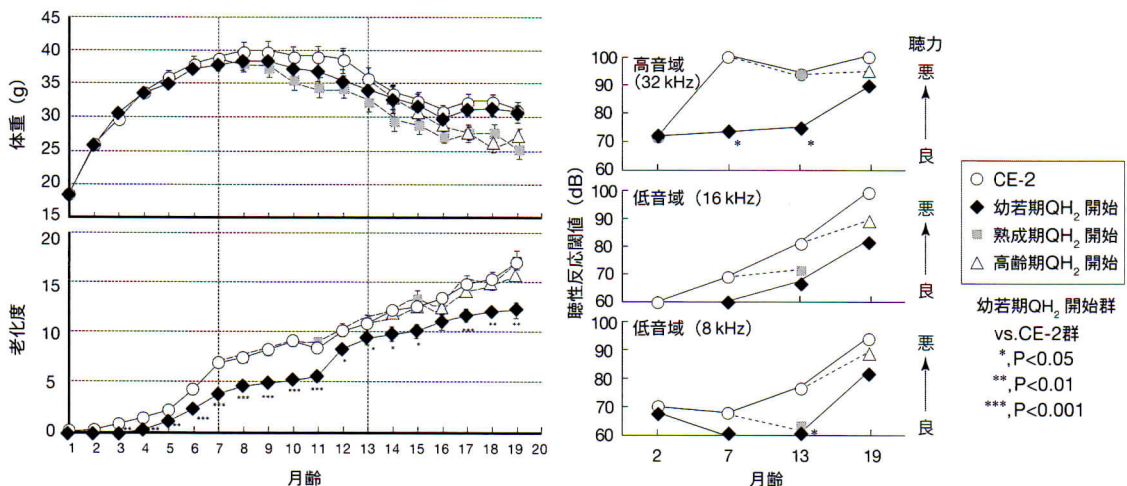 体重（g）
45
40
35
30
25
20
15
老化度
20
15
10
5
0
1 2 3 4 5 6 7 8 9 10 11 12 13 14 15 16 17 18 19 20
** ** ** *** *** *** *** *** *** * * * * *** ** **
月齢
聴性反応閾値（dB）
高音域
（32 kHz）
100
90
80
70
60
* *
低音域（16 kHz）
100
90
80
70
60
低音域（8 kHz）
100
90
80
70
60
*
2 7 13 19
月齢
聴力
悪
良
悪
良
悪
良
CE-2
幼若期QH₂ 開始
熟成期QH₂ 開始
高齢期QH₂ 開始
幼若期QH₂ 開始群
vs.CE-2群
*,P<0.05
**,P<0.01
***,P<0.001